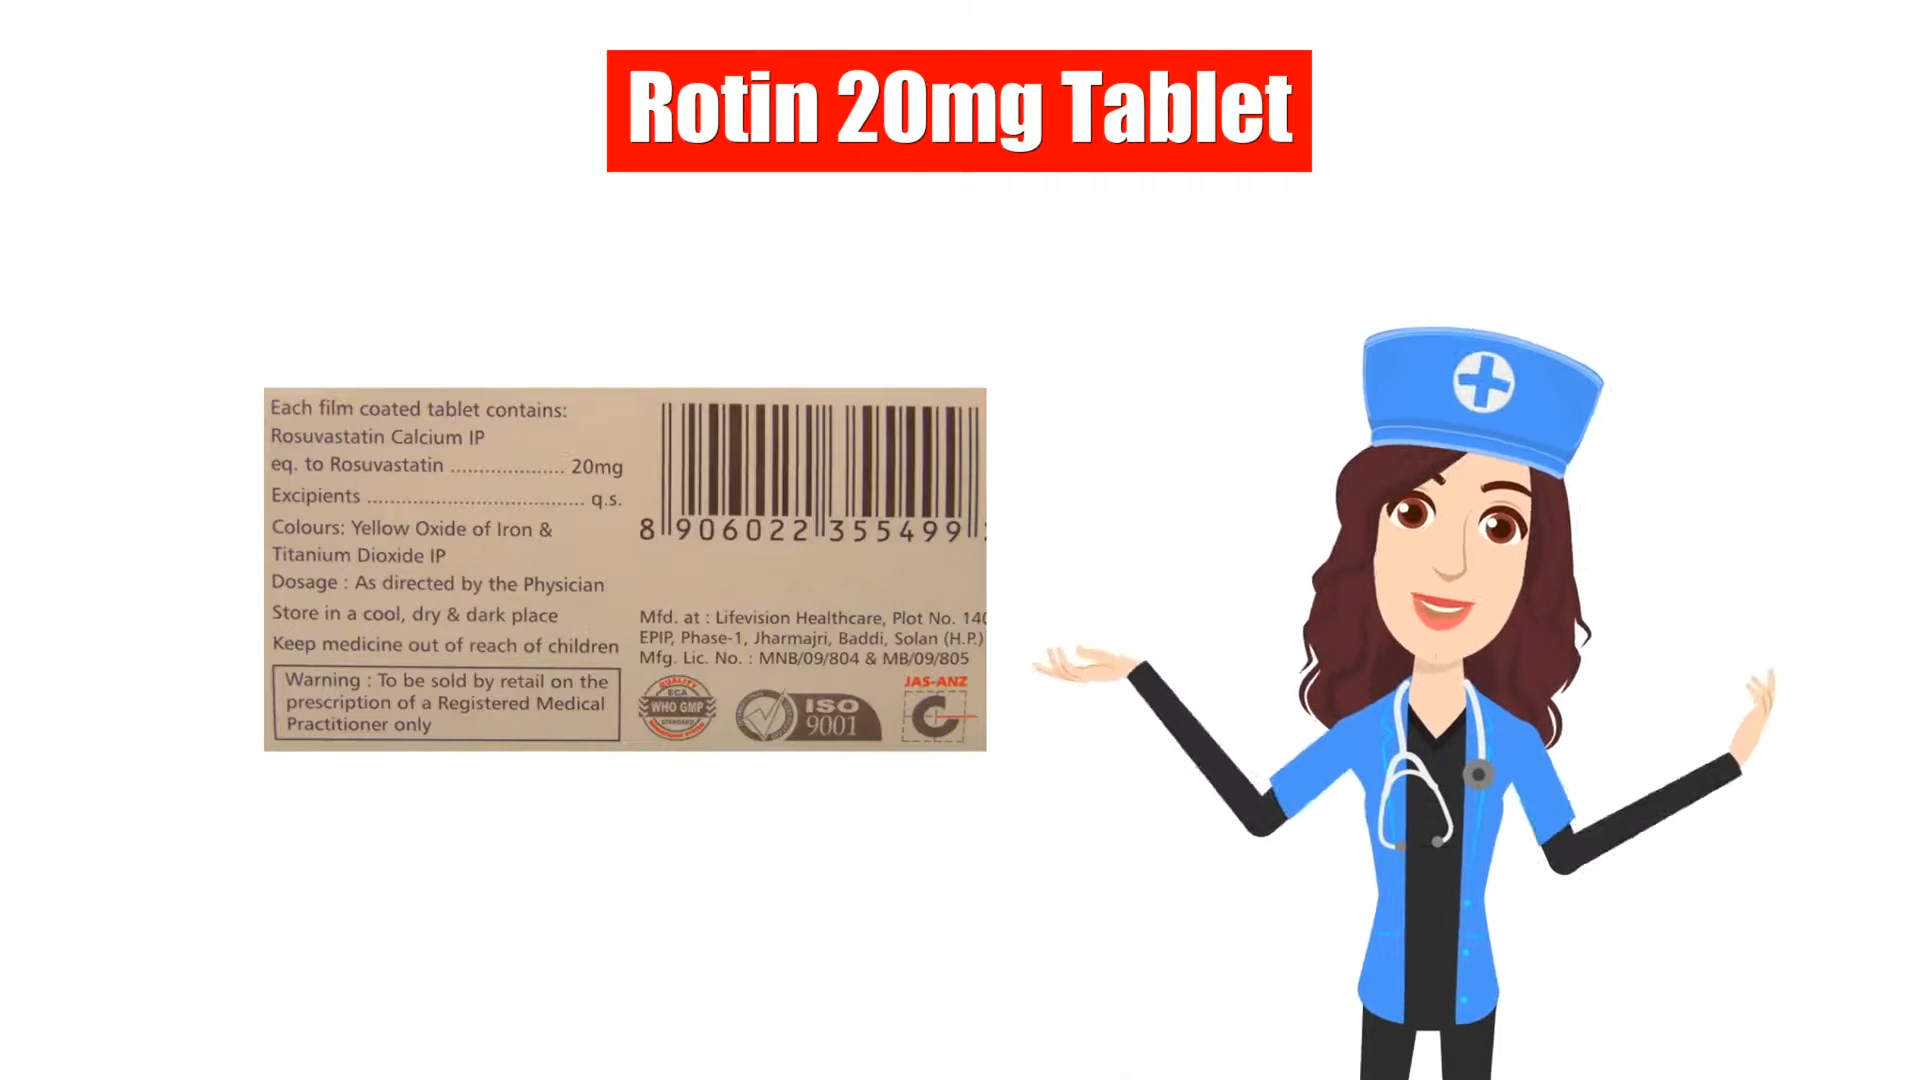 Rotin 20mg Tablet
Each film coated tablet contains:
Rosuvastatin Calcium IP
eq. to Rosuvastatin ................... 20mg
Excipients .................................... q.s.
Colours: Yellow Oxide of Iron &
Titanium Dioxide IP
Dosage : As directed by the Physician
Store in a cool, dry & dark place
Keep medicine out of reach of children
Warning : To be sold by retail on the
prescription of a Registered Medical
Practitioner only
8 906022 355499
Mfd. at : Lifevision Healthcare, Plot No. 140
EPIP, Phase-1, Jharmajri, Baddi, Solan (H.P.)
Mfg. Lic. No. : MNB/09/804 & MB/09/805
QUALITY
ECA
WHO GMP
STANDARD
ISO
9001
JAS-ANZ